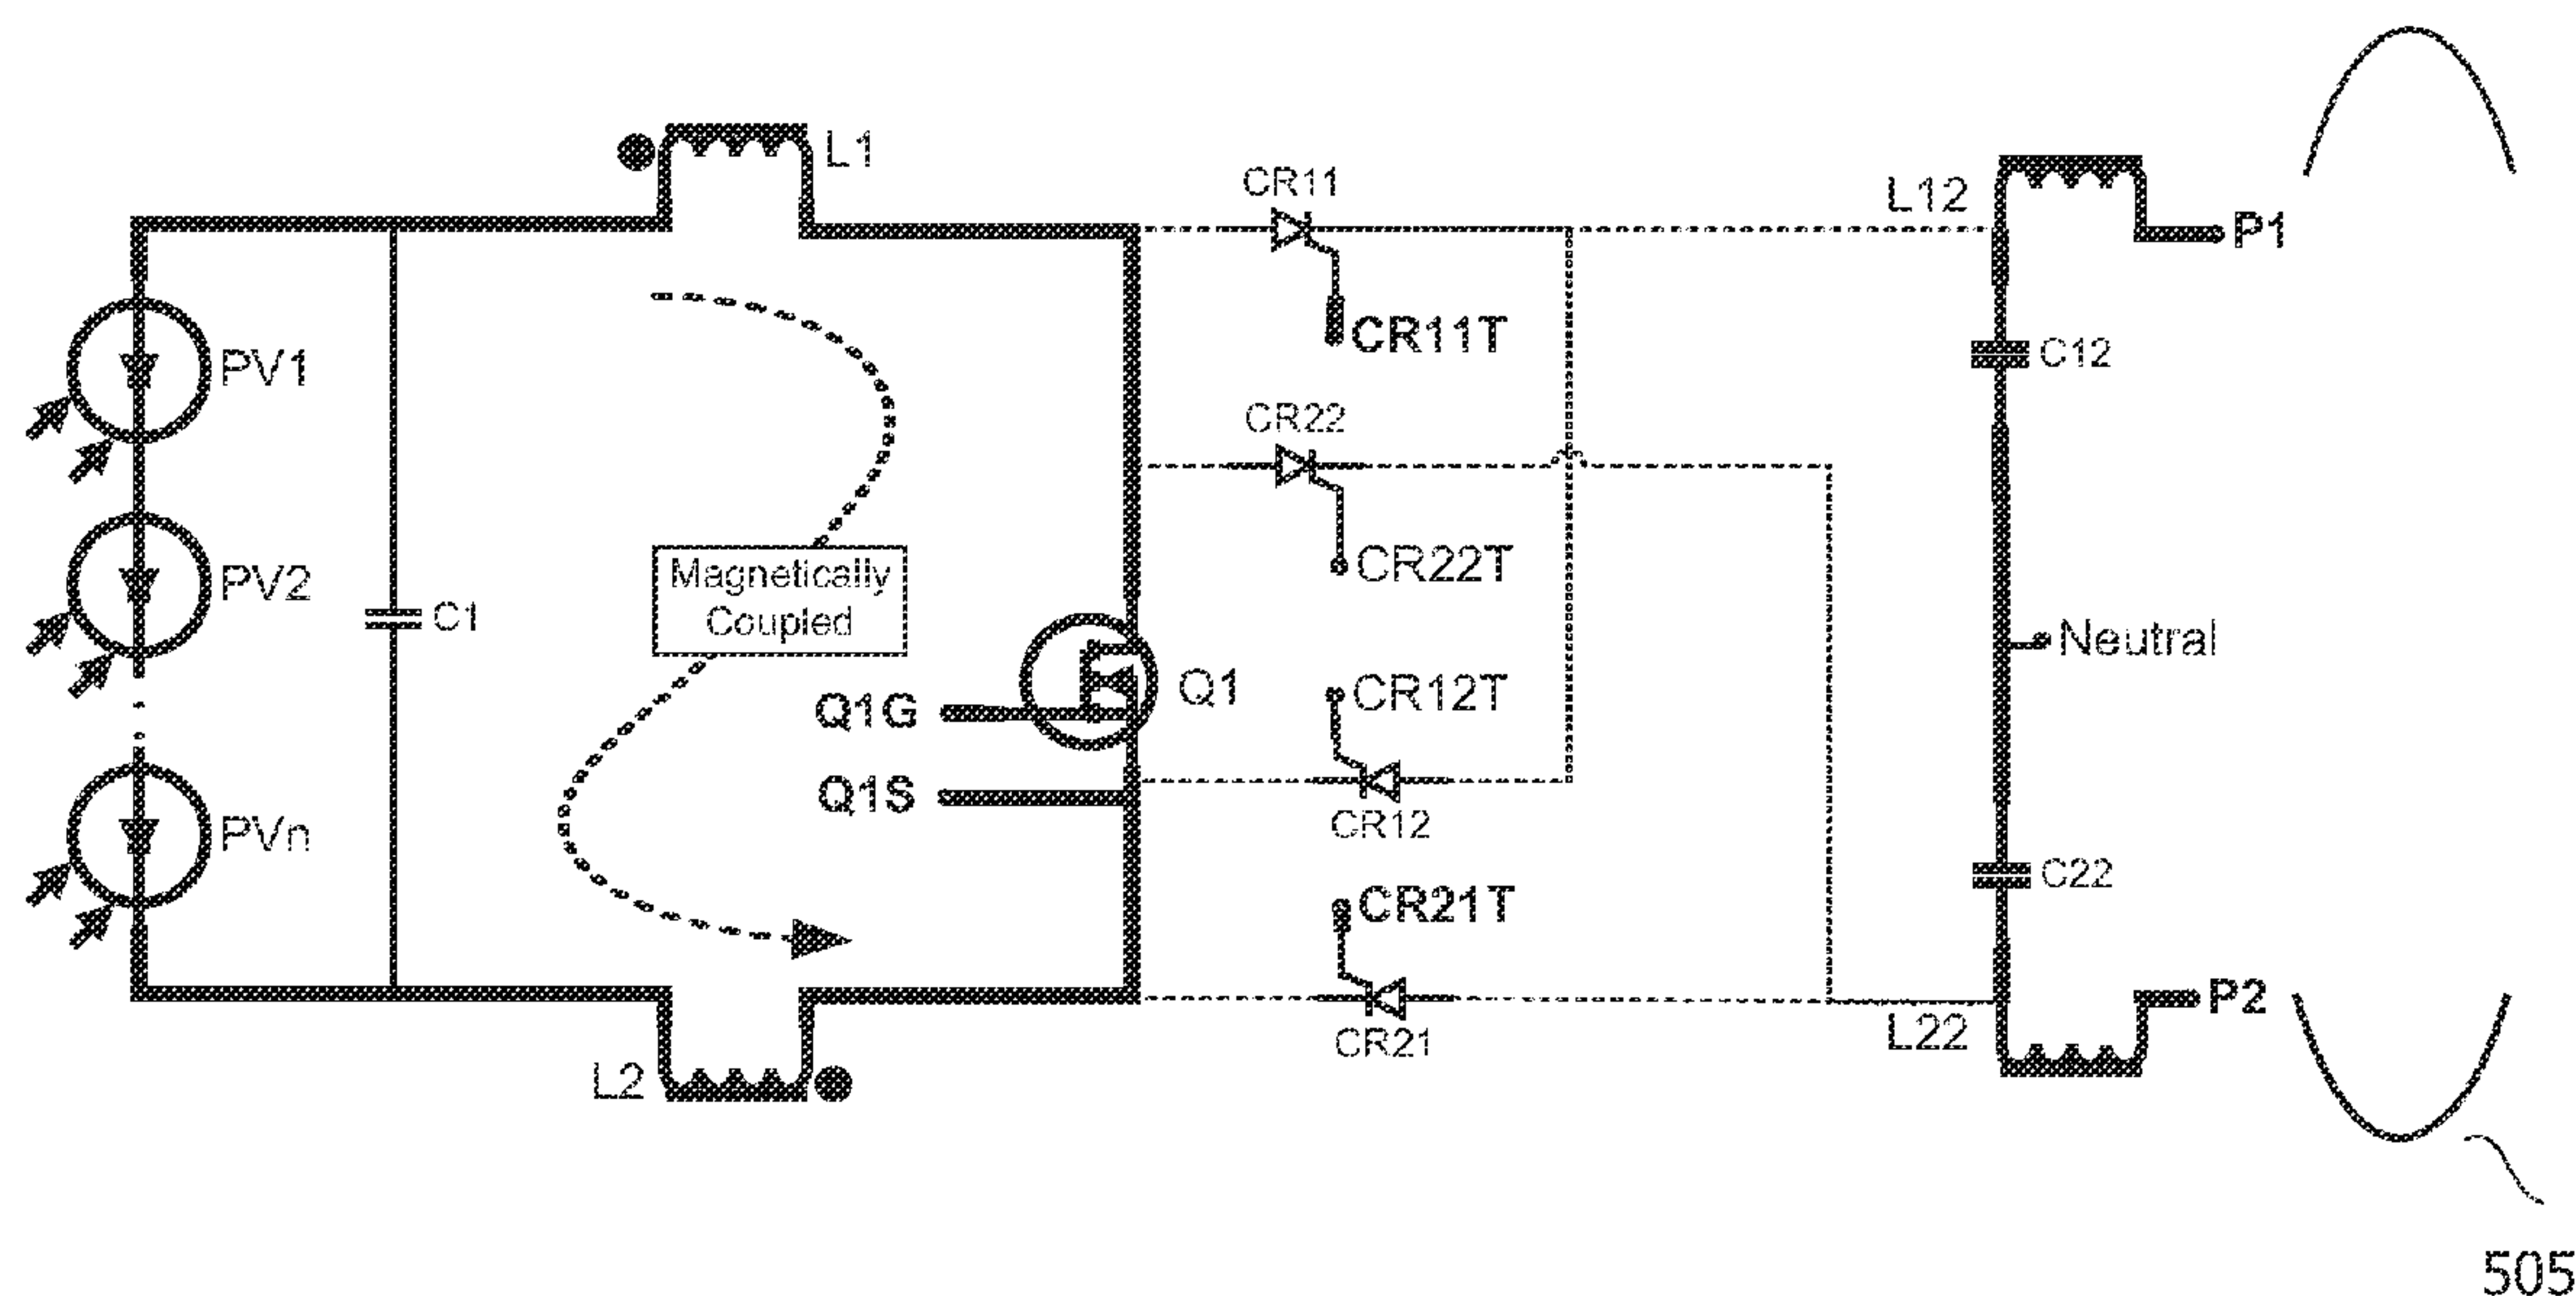 L1
CR11
L12
P1
PV1
CR11T
C12
CR22
PV2
C1
Magnetically
Coupled
CR22T
Neutral
Q1
CR12T
Q1G
Q1S
PVn
CR12
C22
CR21T
P2
L2
CR21
L22
505